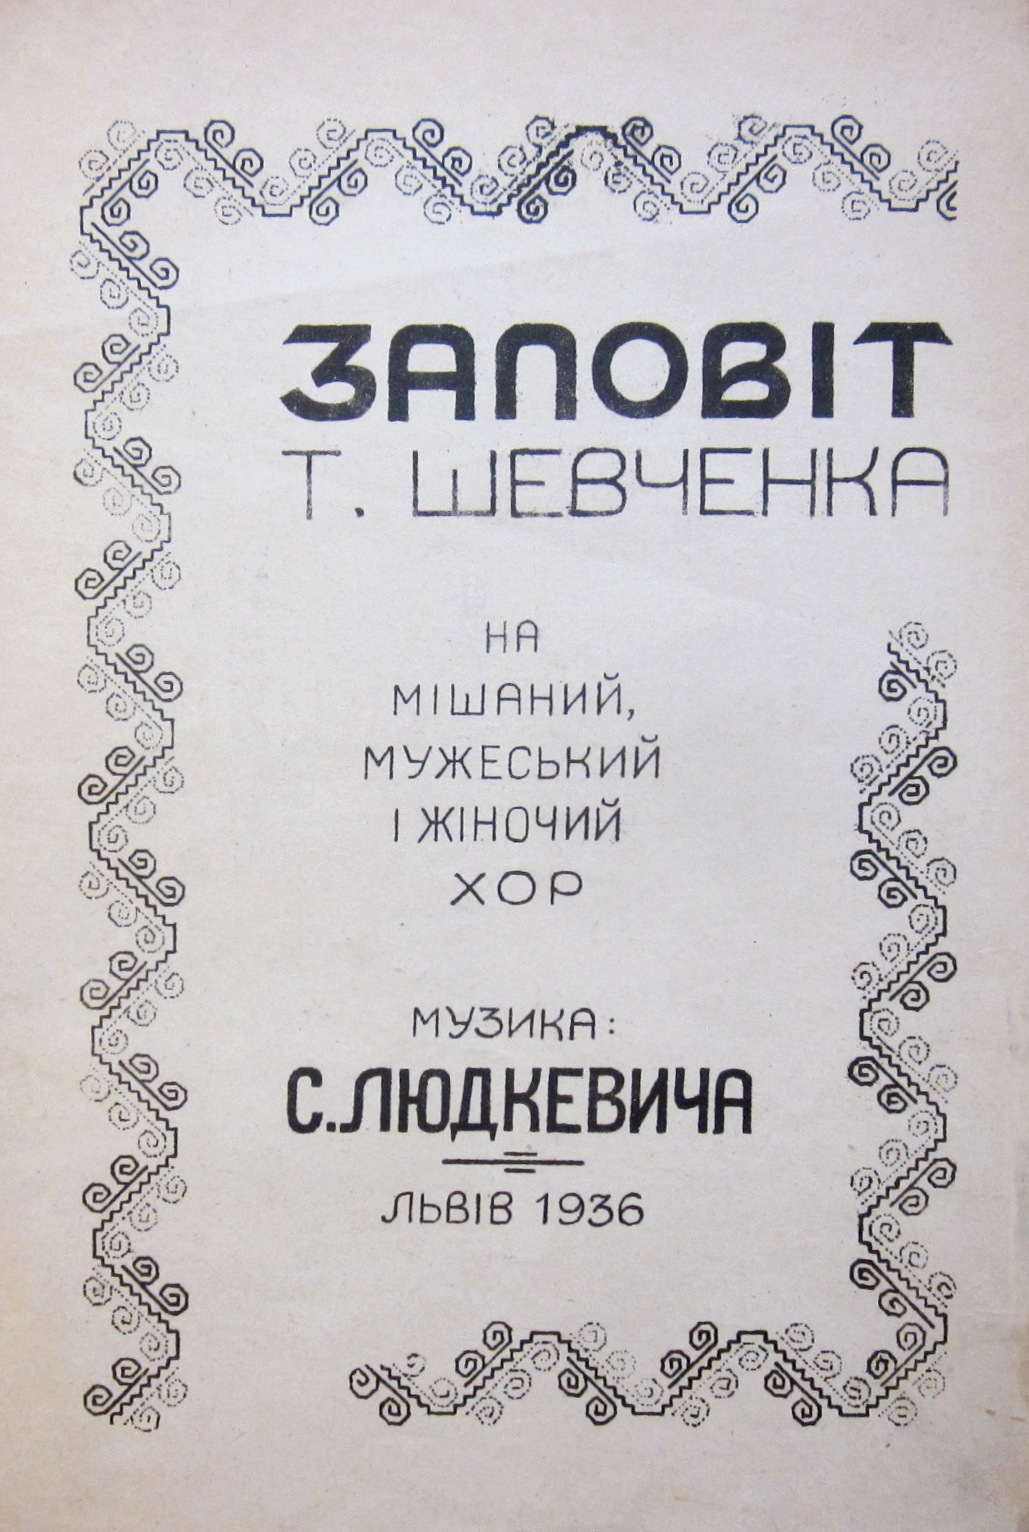 ЗАПОВІТ
Т. ШЕВЧЕНКА
НА
МІШАНИЙ,
МУЖЕСЬКИЙ
І ЖІНОЧИЙ
ХОР
МУЗИКА:
С. ЛЮДКЕВИЧА
ЛЬВІВ 1936